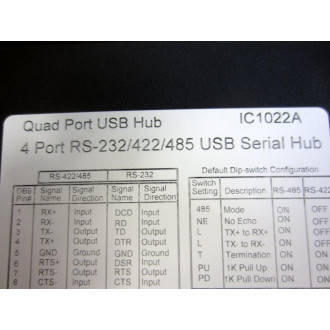 Quad Port USB Hub IC1022A
4 Port RS-232/422/485 USB Serial Hub
RS-422/485 RS-232
DB9 Pin# Signal Name Signal Direction Signal Name Signal Direction
1 RX+ Input DCD Input
2 RX- Input RD Input
3 TX- Output TD Output
4 TX+ Output DTR Output
5 GND Ground GND Ground
6 RTS+ Output DSR Input
7 RTS- Output RTS Output
8 CTS- Input CTS Input
Default Dip-switch Configuration
Switch Setting Description RS-485 RS-422
485 Mode ON OFF
NE No Echo ON OFF
L TX+ to RX+ ON OFF
L TX- to RX- ON OFF
T Termination ON ON
PU 1K Pull Up ON OFF
PD 1K Pull Down ON OFF